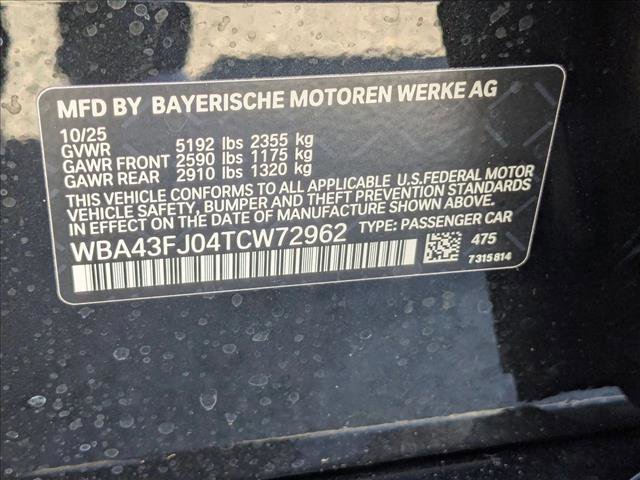 MFD BY BAYERISCHE MOTOREN WERKE AG
10/25
GVWR 5192 lbs 2355 kg
GAWR FRONT 2590 lbs 1175 kg
GAWR REAR 2910 lbs 1320 kg
THIS VEHICLE CONFORMS TO ALL APPLICABLE U.S.FEDERAL MOTOR
VEHICLE SAFETY, BUMPER AND THEFT PREVENTION STANDARDS
IN EFFECT ON THE DATE OF MANUFACTURE SHOWN ABOVE.
WBA43FJ04TCW72962 TYPE: PASSENGER CAR
475
7315814